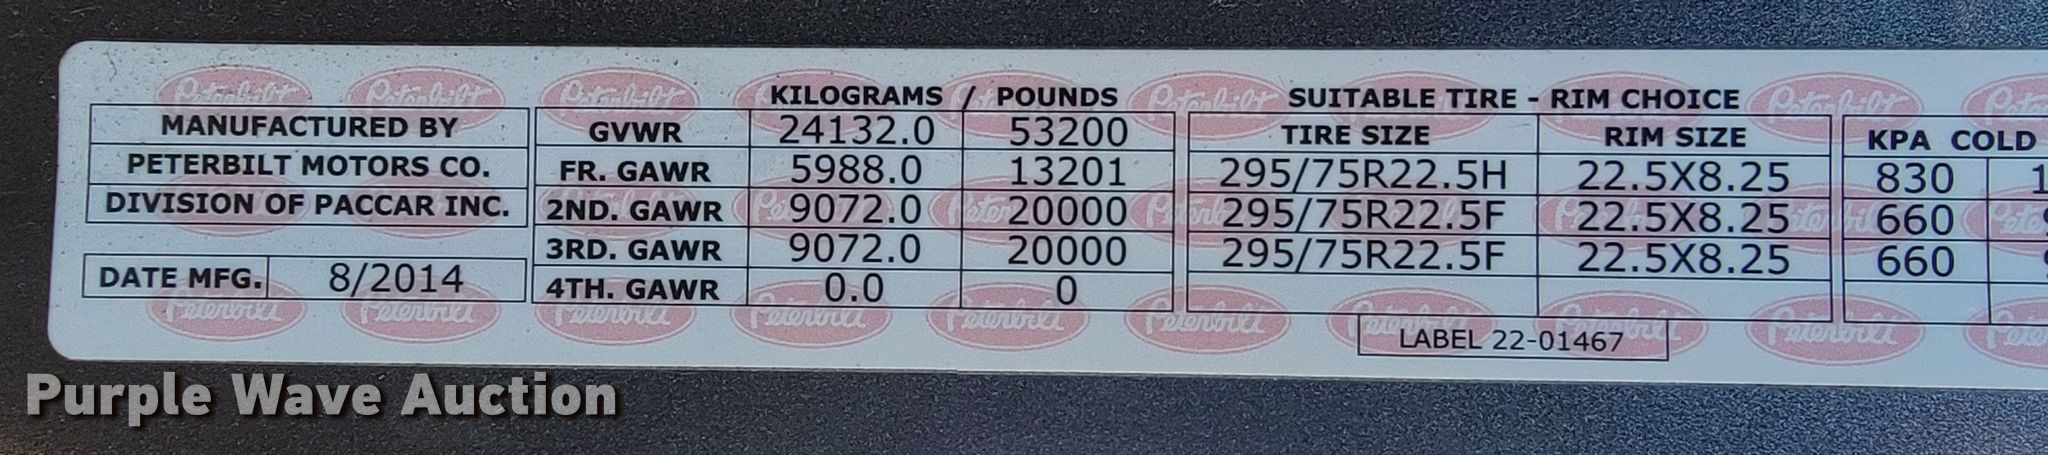 KILOGRAMS / POUNDS SUITABLE TIRE - RIM CHOICE
MANUFACTURED BY GVWR 24132.0 53200 TIRE SIZE RIM SIZE KPA COLD
PETERBILT MOTORS CO. FR. GAWR 5988.0 13201 295/75R22.5H 22.5X8.25 830
DIVISION OF PACCAR INC. 2ND. GAWR 9072.0 20000 295/75R22.5F 22.5X8.25 660
3RD. GAWR 9072.0 20000 295/75R22.5F 22.5X8.25 660
DATE MFG. 8/2014 4TH. GAWR 0.0 0
LABEL 22-01467
Peterbilt
Purple Wave Auction